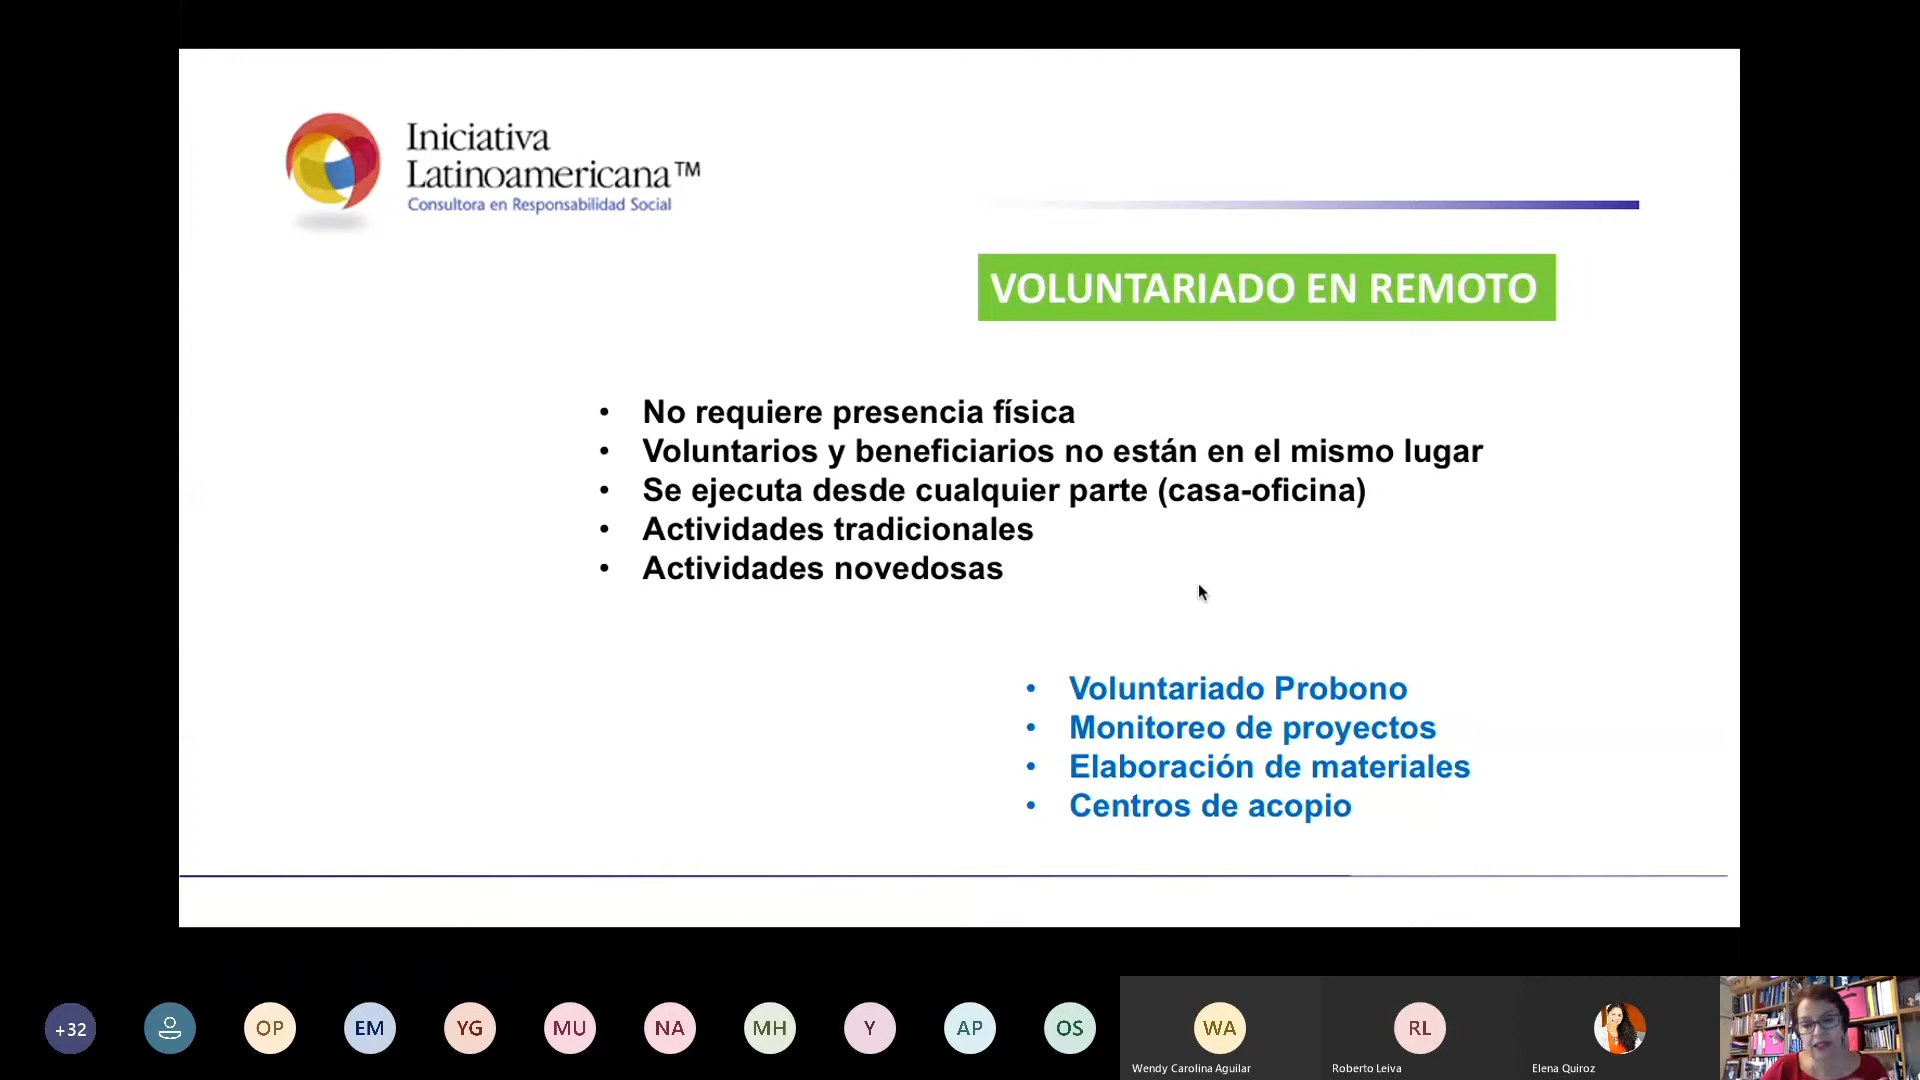 Iniciativa
Latinoamericana™
Consultora en Responsabilidad Social
VOLUNTARIADO EN REMOTO
• No requiere presencia física
• Voluntarios y beneficiarios no están en el mismo lugar
• Se ejecuta desde cualquier parte (casa-oficina)
• Actividades tradicionales
• Actividades novedosas
• Voluntariado Probono
• Monitoreo de proyectos
• Elaboración de materiales
• Centros de acopio
+32 OP EM YG MU NA MH Y AP OS WA RL
Wendy Carolina Aguilar Roberto Leiva Elena Quiroz